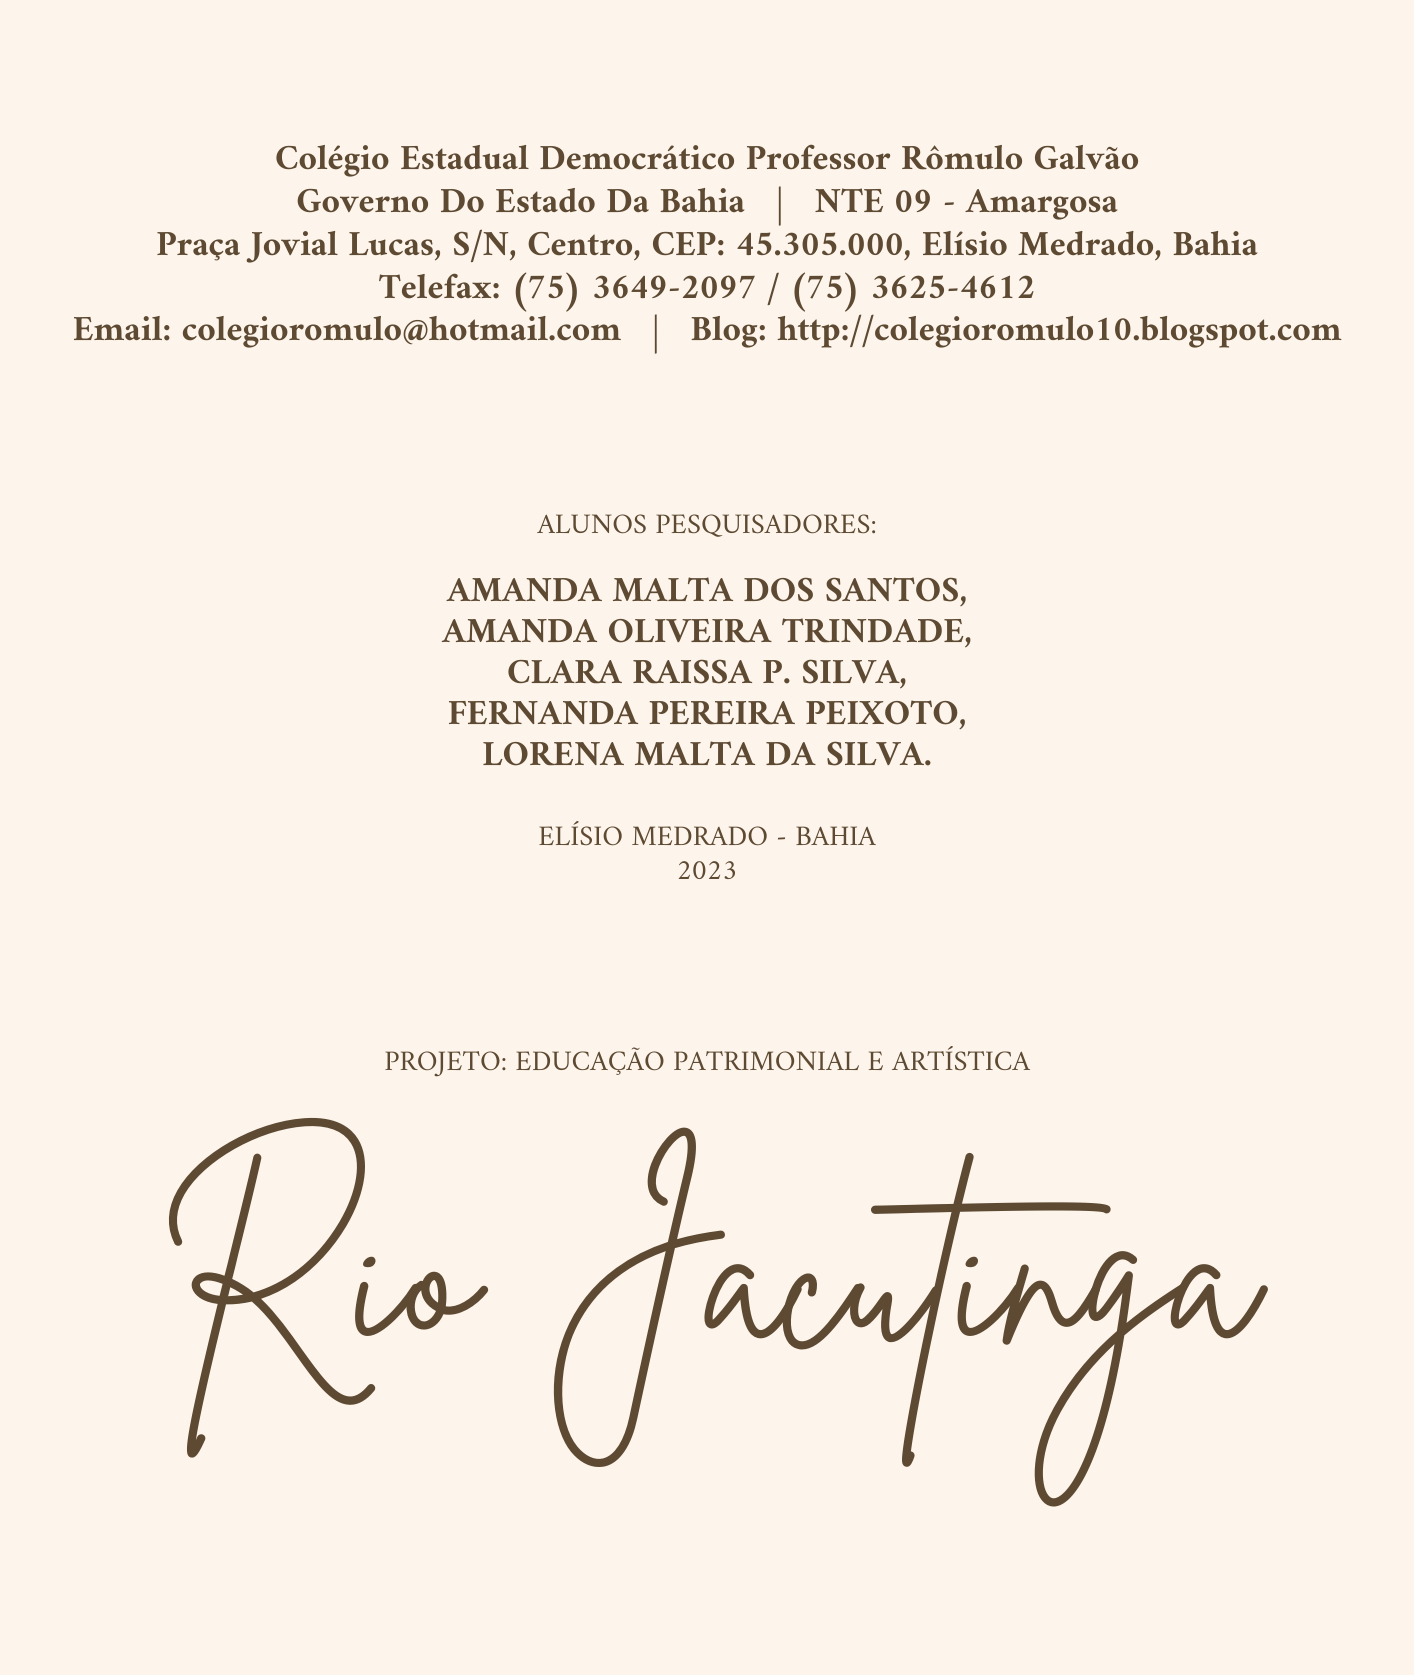 Colégio Estadual Democrático Professor Rômulo Galvão
Governo Do Estado Da Bahia | NTE 09 - Amargosa
Praça Jovial Lucas, S/N, Centro, CEP: 45.305.000, Elísio Medrado, Bahia
Telefax: (75) 3649-2097 / (75) 3625-4612
Email: colegioromulo@hotmail.com | Blog: http://colegioromulo10.blogspot.com
ALUNOS PESQUISADORES:
AMANDA MALTA DOS SANTOS,
AMANDA OLIVEIRA TRINDADE,
CLARA RAISSA P. SILVA,
FERNANDA PEREIRA PEIXOTO,
LORENA MALTA DA SILVA.
ELÍSIO MEDRADO - BAHIA
2023
PROJETO: EDUCAÇÃO PATRIMONIAL E ARTÍSTICA
Rio Jacutinga